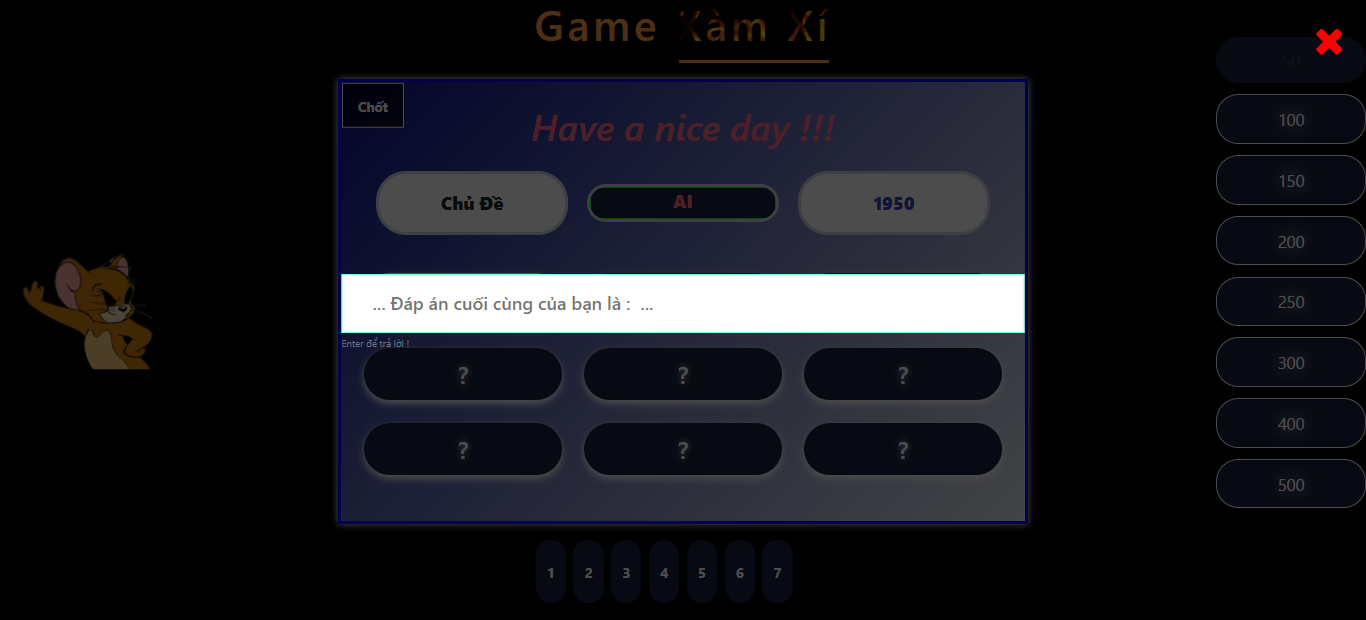 Game Xàm Xí
50
Chốt
Have a nice day !!!
100
150
Chủ Đề
AI
1950
200
250
... Đáp án cuối cùng của bạn là : ...
Enter để trả lời !
300
? ? ?
400
? ? ?
500
1 2 3 4 5 6 7